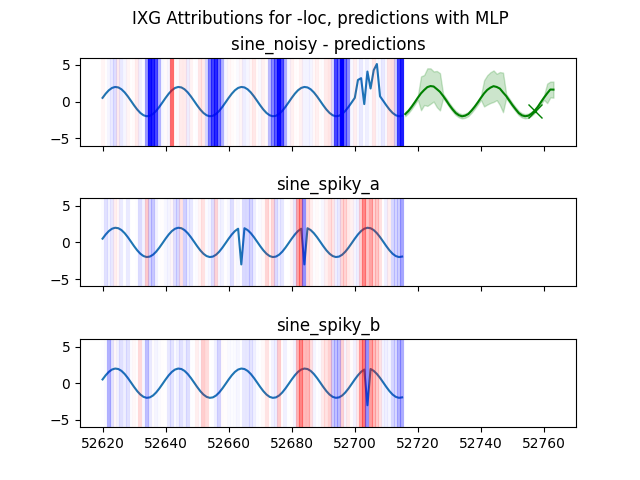 IXG Attributions for -loc, predictions with MLP
sine_noisy - predictions
5
0
−5
sine_spiky_a
5
0
−5
sine_spiky_b
5
0
−5
52620 52640 52660 52680 52700 52720 52740 52760